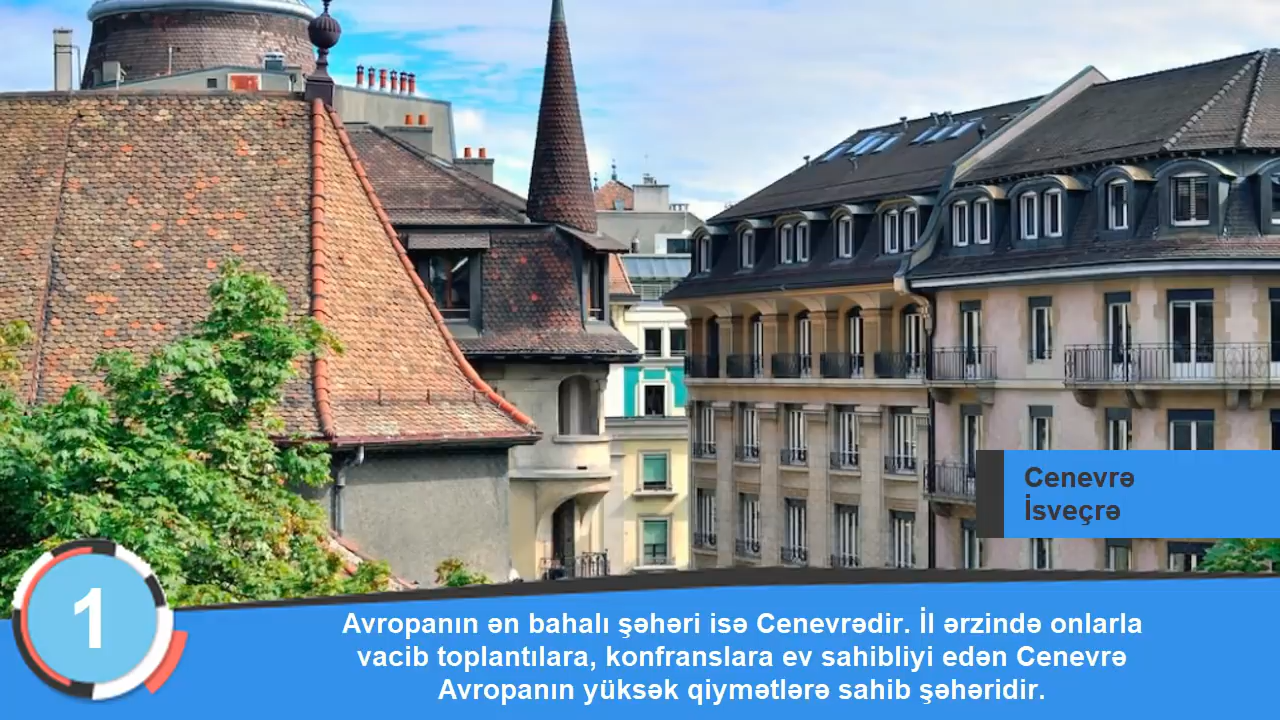 Cenevrə
İsveçrə
1
Avropanın ən bahalı şəhəri isə Cenevrədir. İl ərzində onlarla
vacib toplantılara, konfranslara ev sahibliyi edən Cenevrə
Avropanın yüksək qiymətlərə sahib şəhəridir.